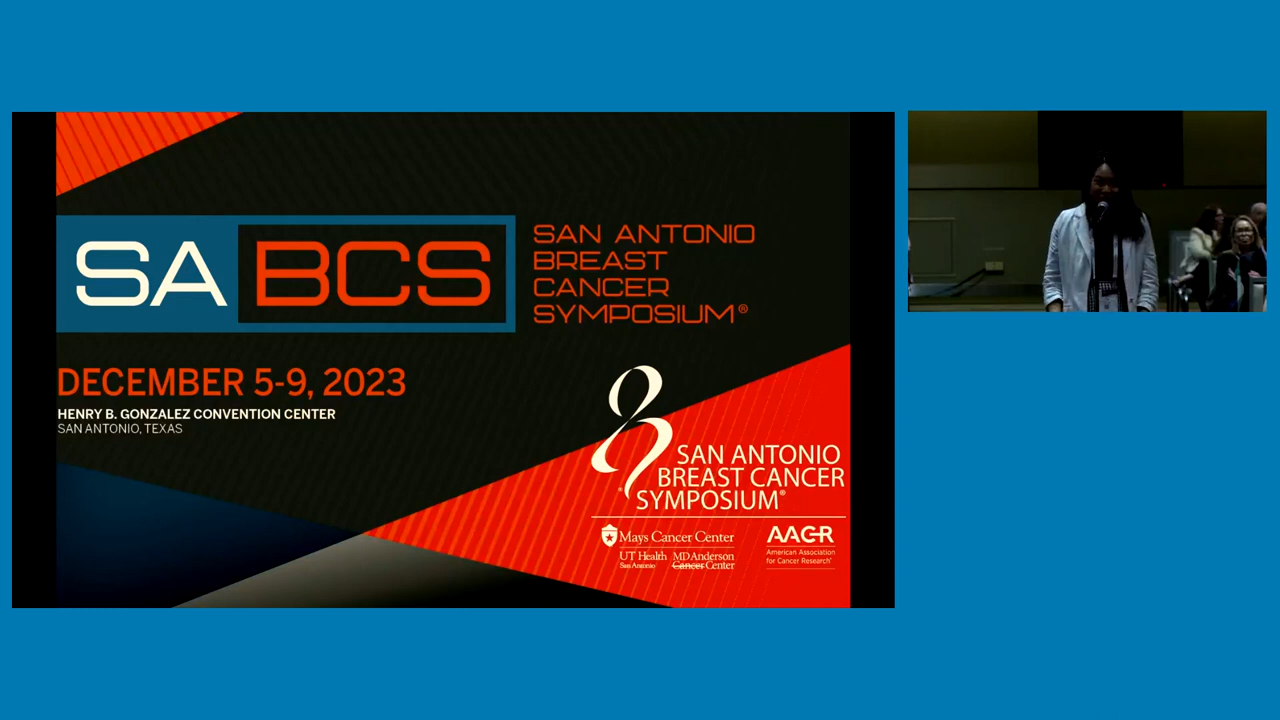 SA BCS
SAN ANTONIO
BREAST
CANCER
SYMPOSIUM®
DECEMBER 5-9, 2023
HENRY B. GONZALEZ CONVENTION CENTER
SAN ANTONIO, TEXAS
SAN ANTONIO
BREAST CANCER
SYMPOSIUM®
Mays Cancer Center
UT Health
San Antonio
MD Anderson
Cancer Center
AACR
American Association
for Cancer Research®